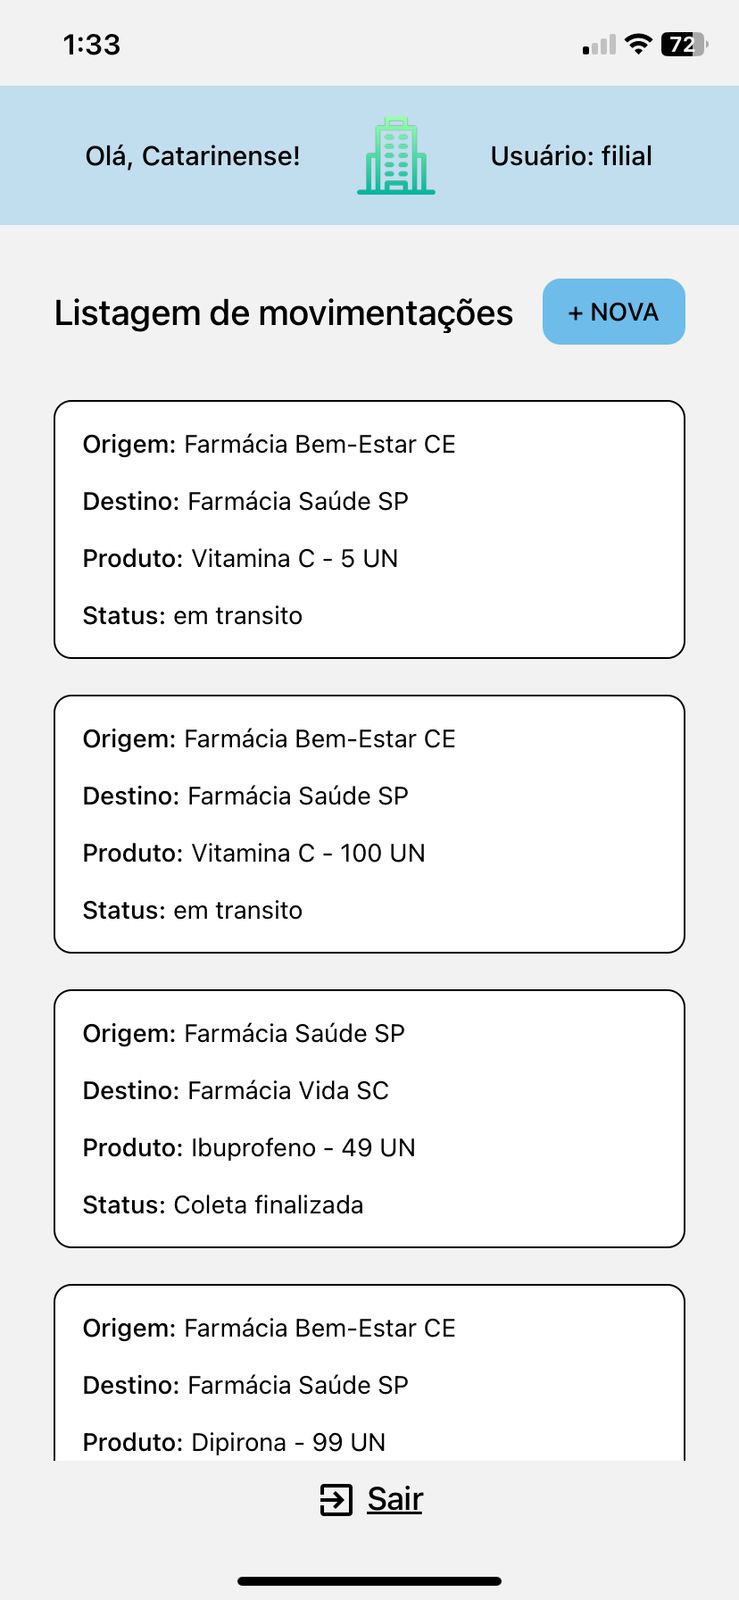 1:33
72
Olá, Catarinense!
Usuário: filial
Listagem de movimentações
+ NOVA
Origem: Farmácia Bem-Estar CE
Destino: Farmácia Saúde SP
Produto: Vitamina C - 5 UN
Status: em transito
Origem: Farmácia Bem-Estar CE
Destino: Farmácia Saúde SP
Produto: Vitamina C - 100 UN
Status: em transito
Origem: Farmácia Saúde SP
Destino: Farmácia Vida SC
Produto: Ibuprofeno - 49 UN
Status: Coleta finalizada
Origem: Farmácia Bem-Estar CE
Destino: Farmácia Saúde SP
Produto: Dipirona - 99 UN
Sair